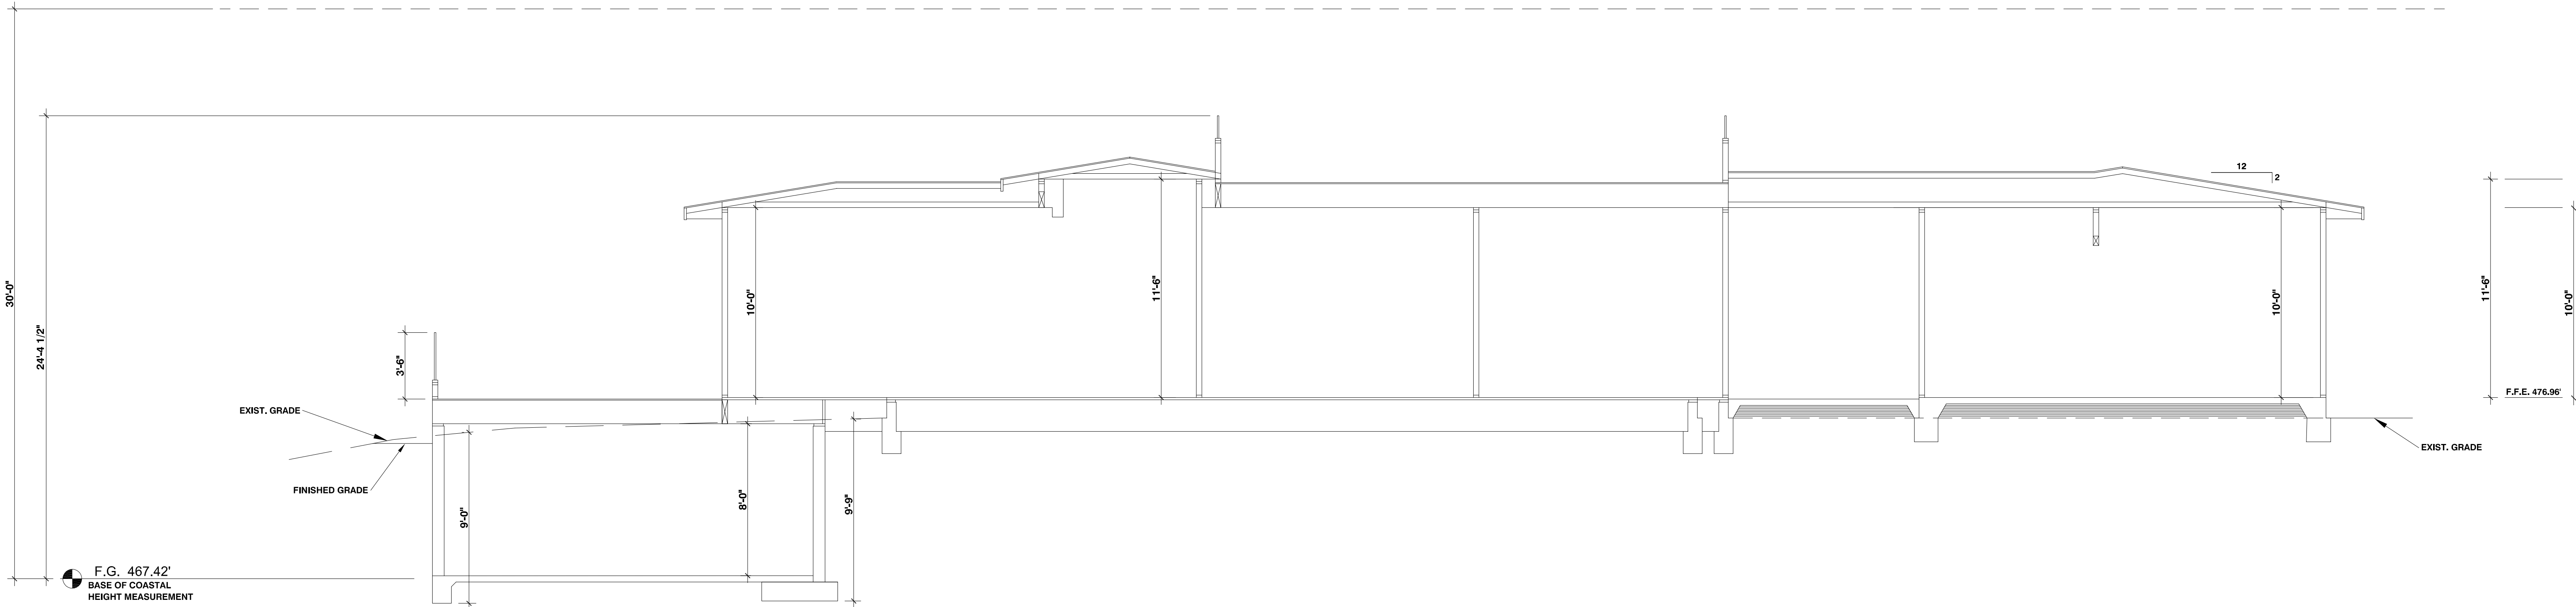 30'-0"
24'-4 1/2"
3'-6"
EXIST. GRADE
FINISHED GRADE
F.G. 467.42'
BASE OF COASTAL
HEIGHT MEASUREMENT
9'-0"
10'-0"
8'-0"
9'-9"
11'-6"
12
2
10'-0"
11'-6"
10'-0"
F.F.E. 476.96'
EXIST. GRADE